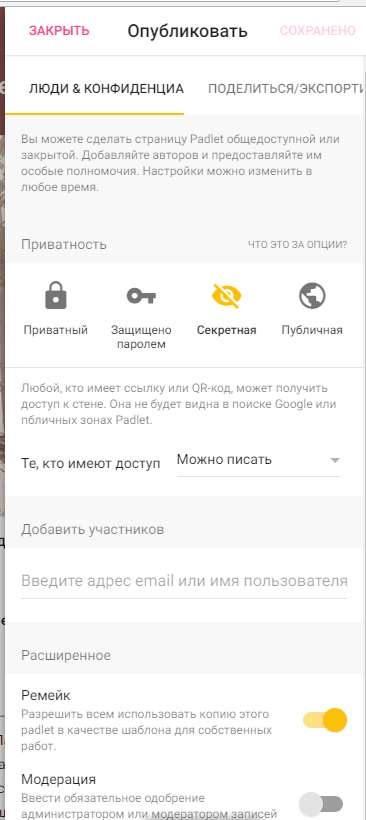 ЗАКРЫТЬ Опубликовать СОХРАНЕНО
ЛЮДИ & КОНФИДЕНЦИА ПОДЕЛИТЬСЯ/ЭКСПОРТИ
Вы можете сделать страницу Padlet общедоступной или
закрытой. Добавляйте авторов и предоставляйте им
особые полномочия. Настройки можно изменить в
любое время.
Приватность ЧТО ЭТО ЗА ОПЦИИ?
Приватный Защищено паролем Секретная Публичная
Любой, кто имеет ссылку или QR-код, может получить
доступ к стене. Она не будет видна в поиске Google или
пбличных зонах Padlet.
Те, кто имеют доступ Можно писать
Добавить участников
Введите адрес email или имя пользователя
Расширенное
Ремейк
Разрешить всем использовать копию этого
padlet в качестве шаблона для собственных
работ.
Модерация
Ввести обязательное одобрение
администратором или модератором записей